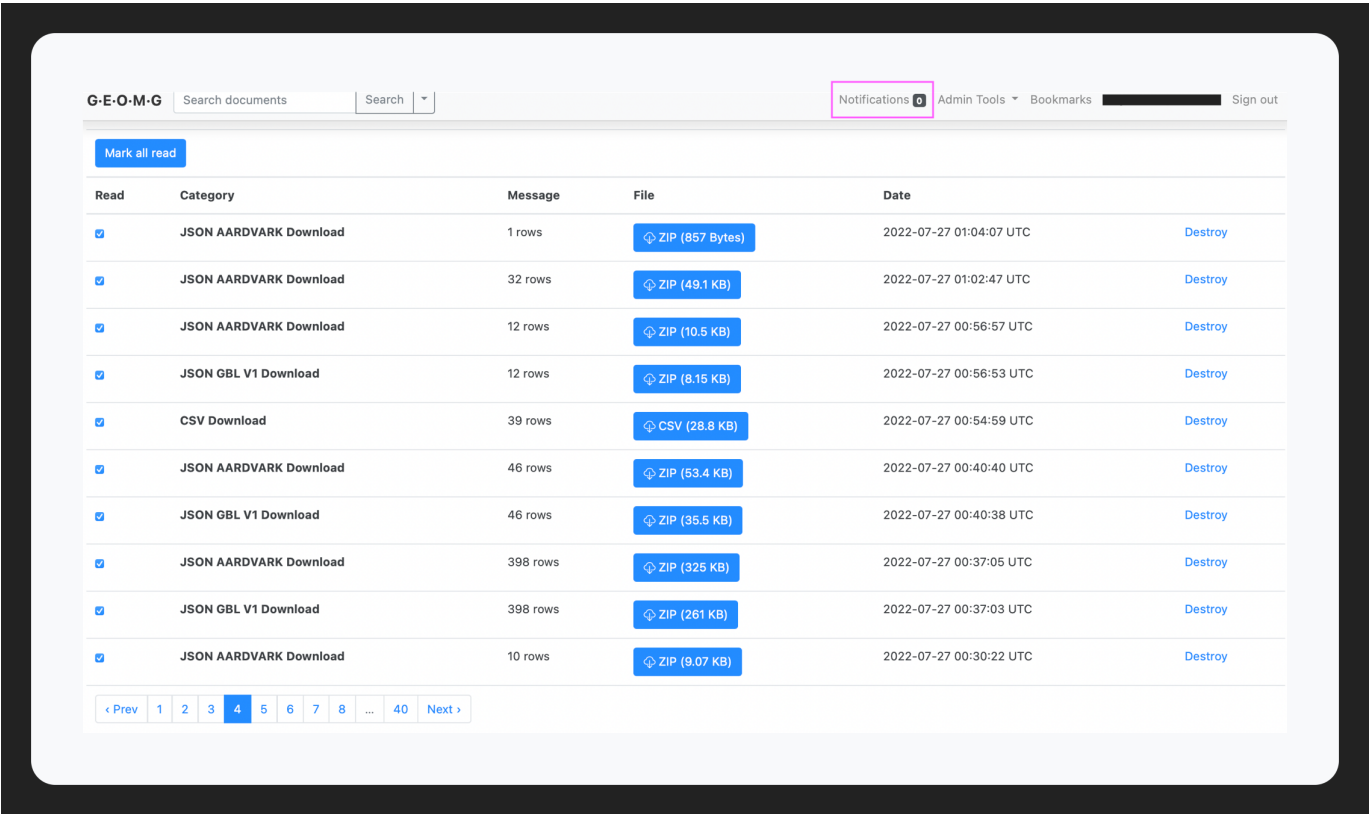 G·E·O·M·G Search documents Search Notifications 0 Admin Tools Bookmarks Sign out
Mark all read
Read Category Message File Date
JSON AARDVARK Download 1 rows ZIP (857 Bytes) 2022-07-27 01:04:07 UTC Destroy
JSON AARDVARK Download 32 rows ZIP (49.1 KB) 2022-07-27 01:02:47 UTC Destroy
JSON AARDVARK Download 12 rows ZIP (10.5 KB) 2022-07-27 00:56:57 UTC Destroy
JSON GBL V1 Download 12 rows ZIP (8.15 KB) 2022-07-27 00:56:53 UTC Destroy
CSV Download 39 rows CSV (28.8 KB) 2022-07-27 00:54:59 UTC Destroy
JSON AARDVARK Download 46 rows ZIP (53.4 KB) 2022-07-27 00:40:40 UTC Destroy
JSON GBL V1 Download 46 rows ZIP (35.5 KB) 2022-07-27 00:40:38 UTC Destroy
JSON AARDVARK Download 398 rows ZIP (325 KB) 2022-07-27 00:37:05 UTC Destroy
JSON GBL V1 Download 398 rows ZIP (261 KB) 2022-07-27 00:37:03 UTC Destroy
JSON AARDVARK Download 10 rows ZIP (9.07 KB) 2022-07-27 00:30:22 UTC Destroy
‹ Prev 1 2 3 4 5 6 7 8 … 40 Next ›